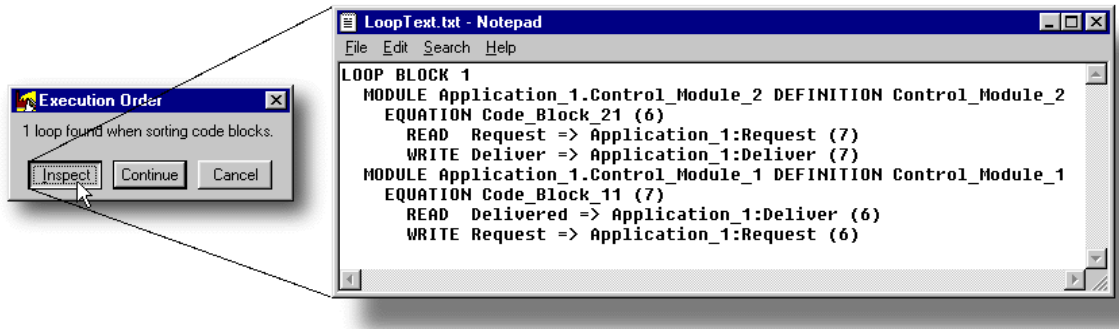 Execution Order
1 loop found when sorting code blocks.
Inspect Continue Cancel
LoopText.txt - Notepad
File Edit Search Help
LOOP BLOCK 1
MODULE Application_1.Control_Module_2 DEFINITION Control_Module_2
EQUATION Code_Block_21 (6)
READ Request => Application_1:Request (7)
WRITE Deliver => Application_1:Deliver (7)
MODULE Application_1.Control_Module_1 DEFINITION Control_Module_1
EQUATION Code_Block_11 (7)
READ Delivered => Application_1:Deliver (6)
WRITE Request => Application_1:Request (6)